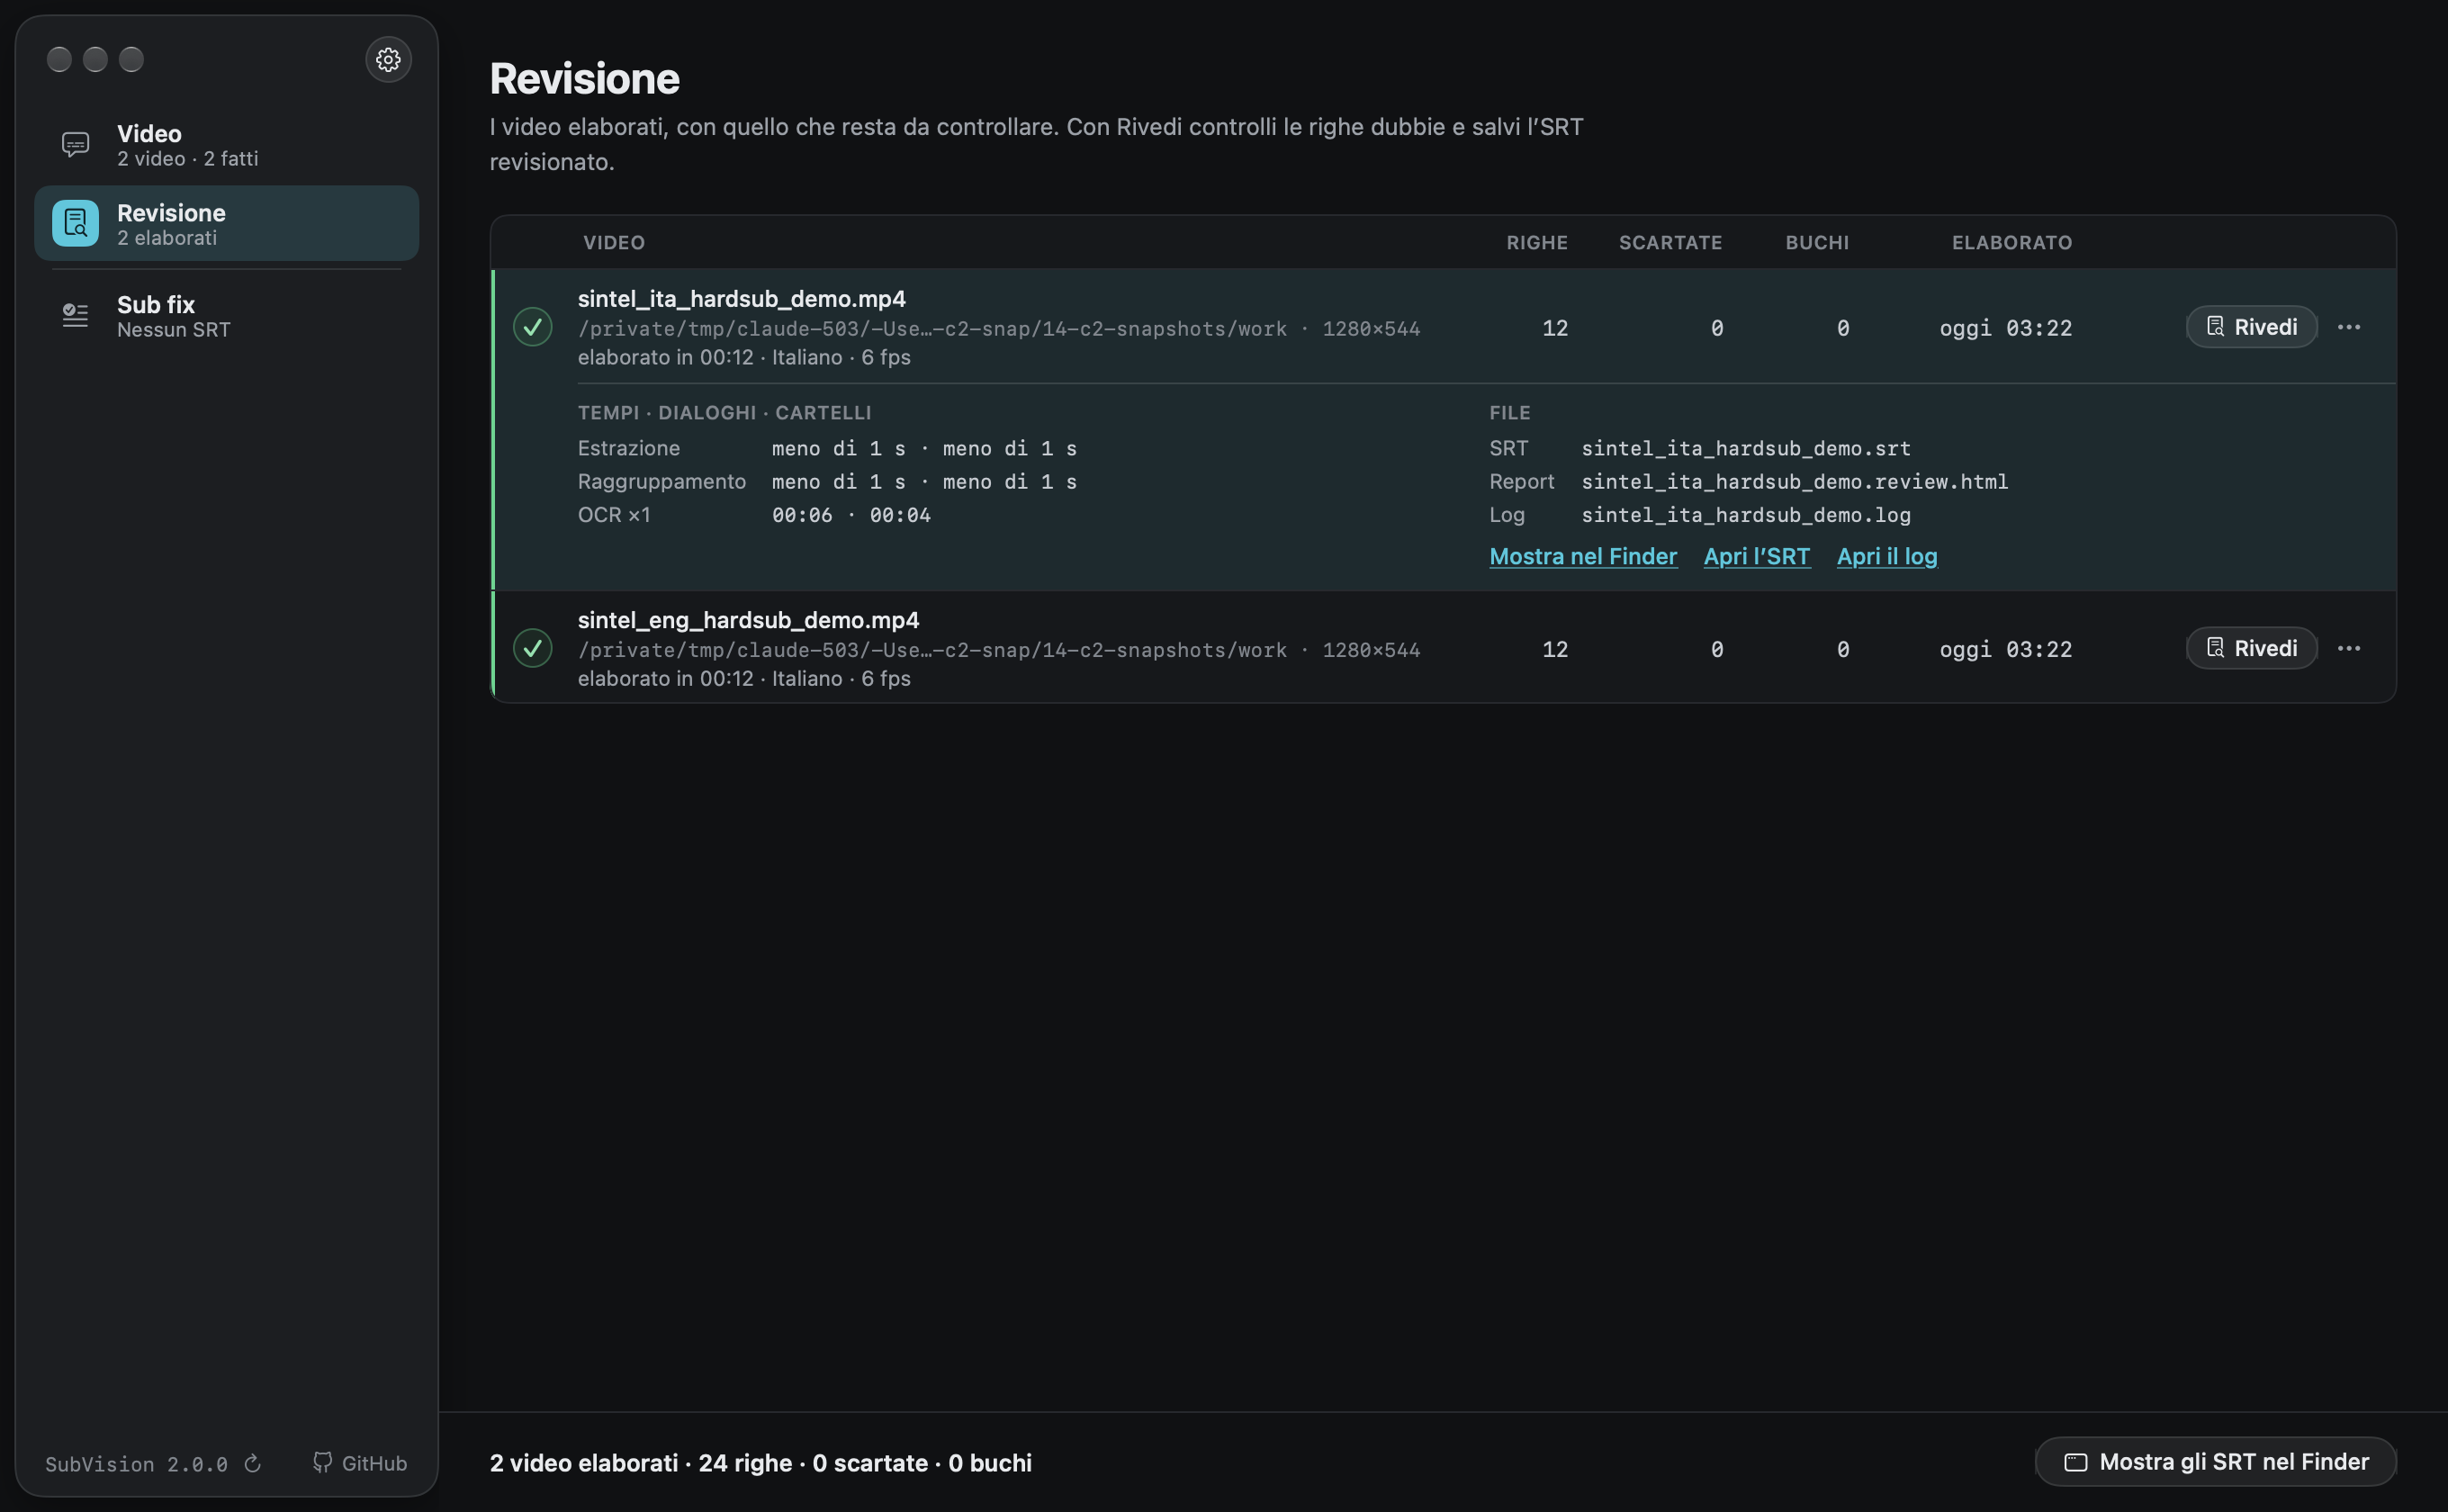 Video
2 video · 2 fatti
Revisione
2 elaborati
Sub fix
Nessun SRT
SubVision 2.0.0
GitHub
Revisione
I video elaborati, con quello che resta da controllare. Con Rivedi controlli le righe dubbie e salvi l’SRT
revisionato.
VIDEO RIGHE SCARTATE BUCHI ELABORATO
sintel_ita_hardsub_demo.mp4
/private/tmp/claude-503/-Use…-c2-snap/14-c2-snapshots/work · 1280×544
elaborato in 00:12 · Italiano · 6 fps
12 0 0 oggi 03:22 Rivedi
TEMPI · DIALOGHI · CARTELLI
Estrazione meno di 1 s · meno di 1 s
Raggruppamento meno di 1 s · meno di 1 s
OCR ×1 00:06 · 00:04
FILE
SRT sintel_ita_hardsub_demo.srt
Report sintel_ita_hardsub_demo.review.html
Log sintel_ita_hardsub_demo.log
Mostra nel Finder Apri l’SRT Apri il log
sintel_eng_hardsub_demo.mp4
/private/tmp/claude-503/-Use…-c2-snap/14-c2-snapshots/work · 1280×544
elaborato in 00:12 · Italiano · 6 fps
12 0 0 oggi 03:22 Rivedi
2 video elaborati · 24 righe · 0 scartate · 0 buchi
Mostra gli SRT nel Finder